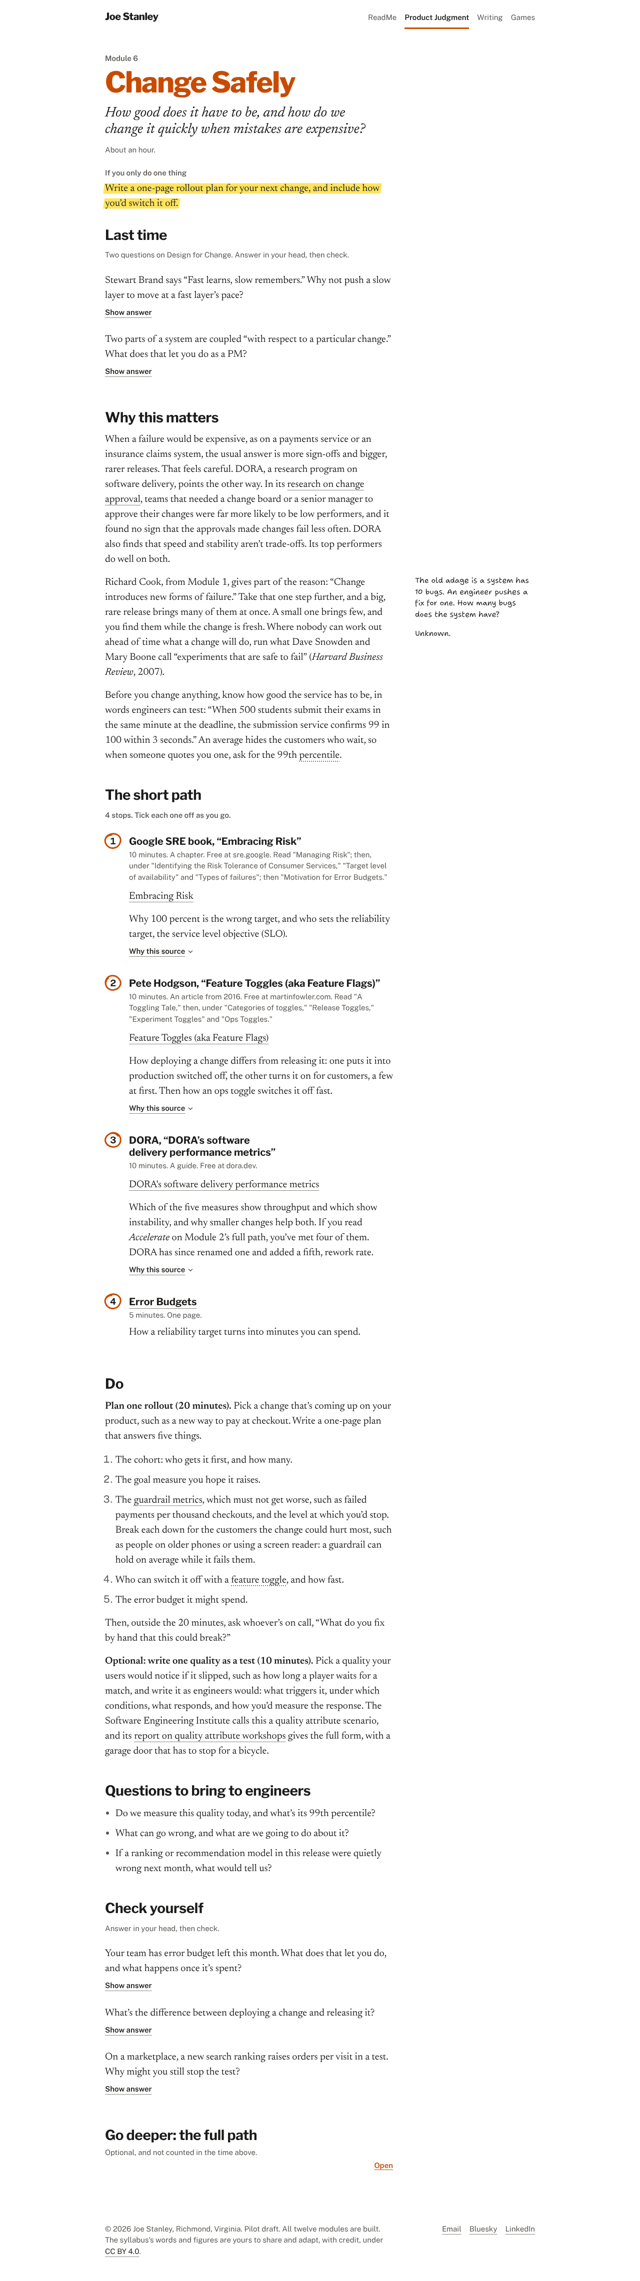 Joe Stanley
ReadMe Product Judgment Writing Games
Module 6
Change Safely
How good does it have to be, and how do we
change it quickly when mistakes are expensive?
About an hour.
If you only do one thing
Write a one-page rollout plan for your next change, and include how
you’d switch it off.
Last time
Two questions on Design for Change. Answer in your head, then check.
Stewart Brand says “Fast learns, slow remembers.” Why not push a slow
layer to move at a fast layer’s pace?
Show answer
Two parts of a system are coupled “with respect to a particular change.”
What does that let you do as a PM?
Show answer
Why this matters
When a failure would be expensive, as on a payments service or an
insurance claims system, the usual answer is more sign-offs and bigger,
rarer releases. That feels careful. DORA, a research program on
software delivery, points the other way. In its research on change
approval, teams that needed a change board or a senior manager to
approve their changes were far more likely to be low performers, and it
found no sign that the approvals made changes fail less often. DORA
also finds that speed and stability aren’t trade-offs. Its top performers
do well on both.
Richard Cook, from Module 1, gives part of the reason: “Change
introduces new forms of failure.” Take that one step further, and a big,
rare release brings many of them at once. A small one brings few, and
you find them while the change is fresh. Where nobody can work out
ahead of time what a change will do, run what Dave Snowden and
Mary Boone call “experiments that are safe to fail” (Harvard Business
Review, 2007).
The old adage is a system has
10 bugs. An engineer pushes a
fix for one. How many bugs
does the system have?
Unknown.
Before you change anything, know how good the service has to be, in
words engineers can test: “When 500 students submit their exams in
the same minute at the deadline, the submission service confirms 99 in
100 within 3 seconds.” An average hides the customers who wait, so
when someone quotes you one, ask for the 99th percentile.
The short path
4 stops. Tick each one off as you go.
1 Google SRE book, “Embracing Risk”
10 minutes. A chapter. Free at sre.google. Read "Managing Risk"; then,
under "Identifying the Risk Tolerance of Consumer Services," "Target level
of availability" and "Types of failures"; then "Motivation for Error Budgets."
Embracing Risk
Why 100 percent is the wrong target, and who sets the reliability
target, the service level objective (SLO).
Why this source
2 Pete Hodgson, “Feature Toggles (aka Feature Flags)”
10 minutes. An article from 2016. Free at martinfowler.com. Read "A
Toggling Tale," then, under "Categories of toggles," "Release Toggles,"
"Experiment Toggles" and "Ops Toggles."
Feature Toggles (aka Feature Flags)
How deploying a change differs from releasing it: one puts it into
production switched off, the other turns it on for customers, a few
at first. Then how an ops toggle switches it off fast.
Why this source
3 DORA, “DORA’s software
delivery performance metrics”
10 minutes. A guide. Free at dora.dev.
DORA’s software delivery performance metrics
Which of the five measures show throughput and which show
instability, and why smaller changes help both. If you read
Accelerate on Module 2’s full path, you’ve met four of them.
DORA has since renamed one and added a fifth, rework rate.
Why this source
4 Error Budgets
5 minutes. One page.
How a reliability target turns into minutes you can spend.
Do
Plan one rollout (20 minutes). Pick a change that’s coming up on your
product, such as a new way to pay at checkout. Write a one-page plan
that answers five things.
1. The cohort: who gets it first, and how many.
2. The goal measure you hope it raises.
3. The guardrail metrics, which must not get worse, such as failed
payments per thousand checkouts, and the level at which you’d stop.
Break each down for the customers the change could hurt most, such
as people on older phones or using a screen reader: a guardrail can
hold on average while it fails them.
4. Who can switch it off with a feature toggle, and how fast.
5. The error budget it might spend.
Then, outside the 20 minutes, ask whoever’s on call, “What do you fix
by hand that this could break?”
Optional: write one quality as a test (10 minutes). Pick a quality your
users would notice if it slipped, such as how long a player waits for a
match, and write it as engineers would: what triggers it, under which
conditions, what responds, and how you’d measure the response. The
Software Engineering Institute calls this a quality attribute scenario,
and its report on quality attribute workshops gives the full form, with a
garage door that has to stop for a bicycle.
Questions to bring to engineers
• Do we measure this quality today, and what’s its 99th percentile?
• What can go wrong, and what are we going to do about it?
• If a ranking or recommendation model in this release were quietly
wrong next month, what would tell us?
Check yourself
Answer in your head, then check.
Your team has error budget left this month. What does that let you do,
and what happens once it’s spent?
Show answer
What’s the difference between deploying a change and releasing it?
Show answer
On a marketplace, a new search ranking raises orders per visit in a test.
Why might you still stop the test?
Show answer
Go deeper: the full path
Optional, and not counted in the time above.
Open
© 2026 Joe Stanley, Richmond, Virginia. Pilot draft. All twelve modules are built.
The syllabus’s words and figures are yours to share and adapt, with credit, under
CC BY 4.0.
Email Bluesky LinkedIn